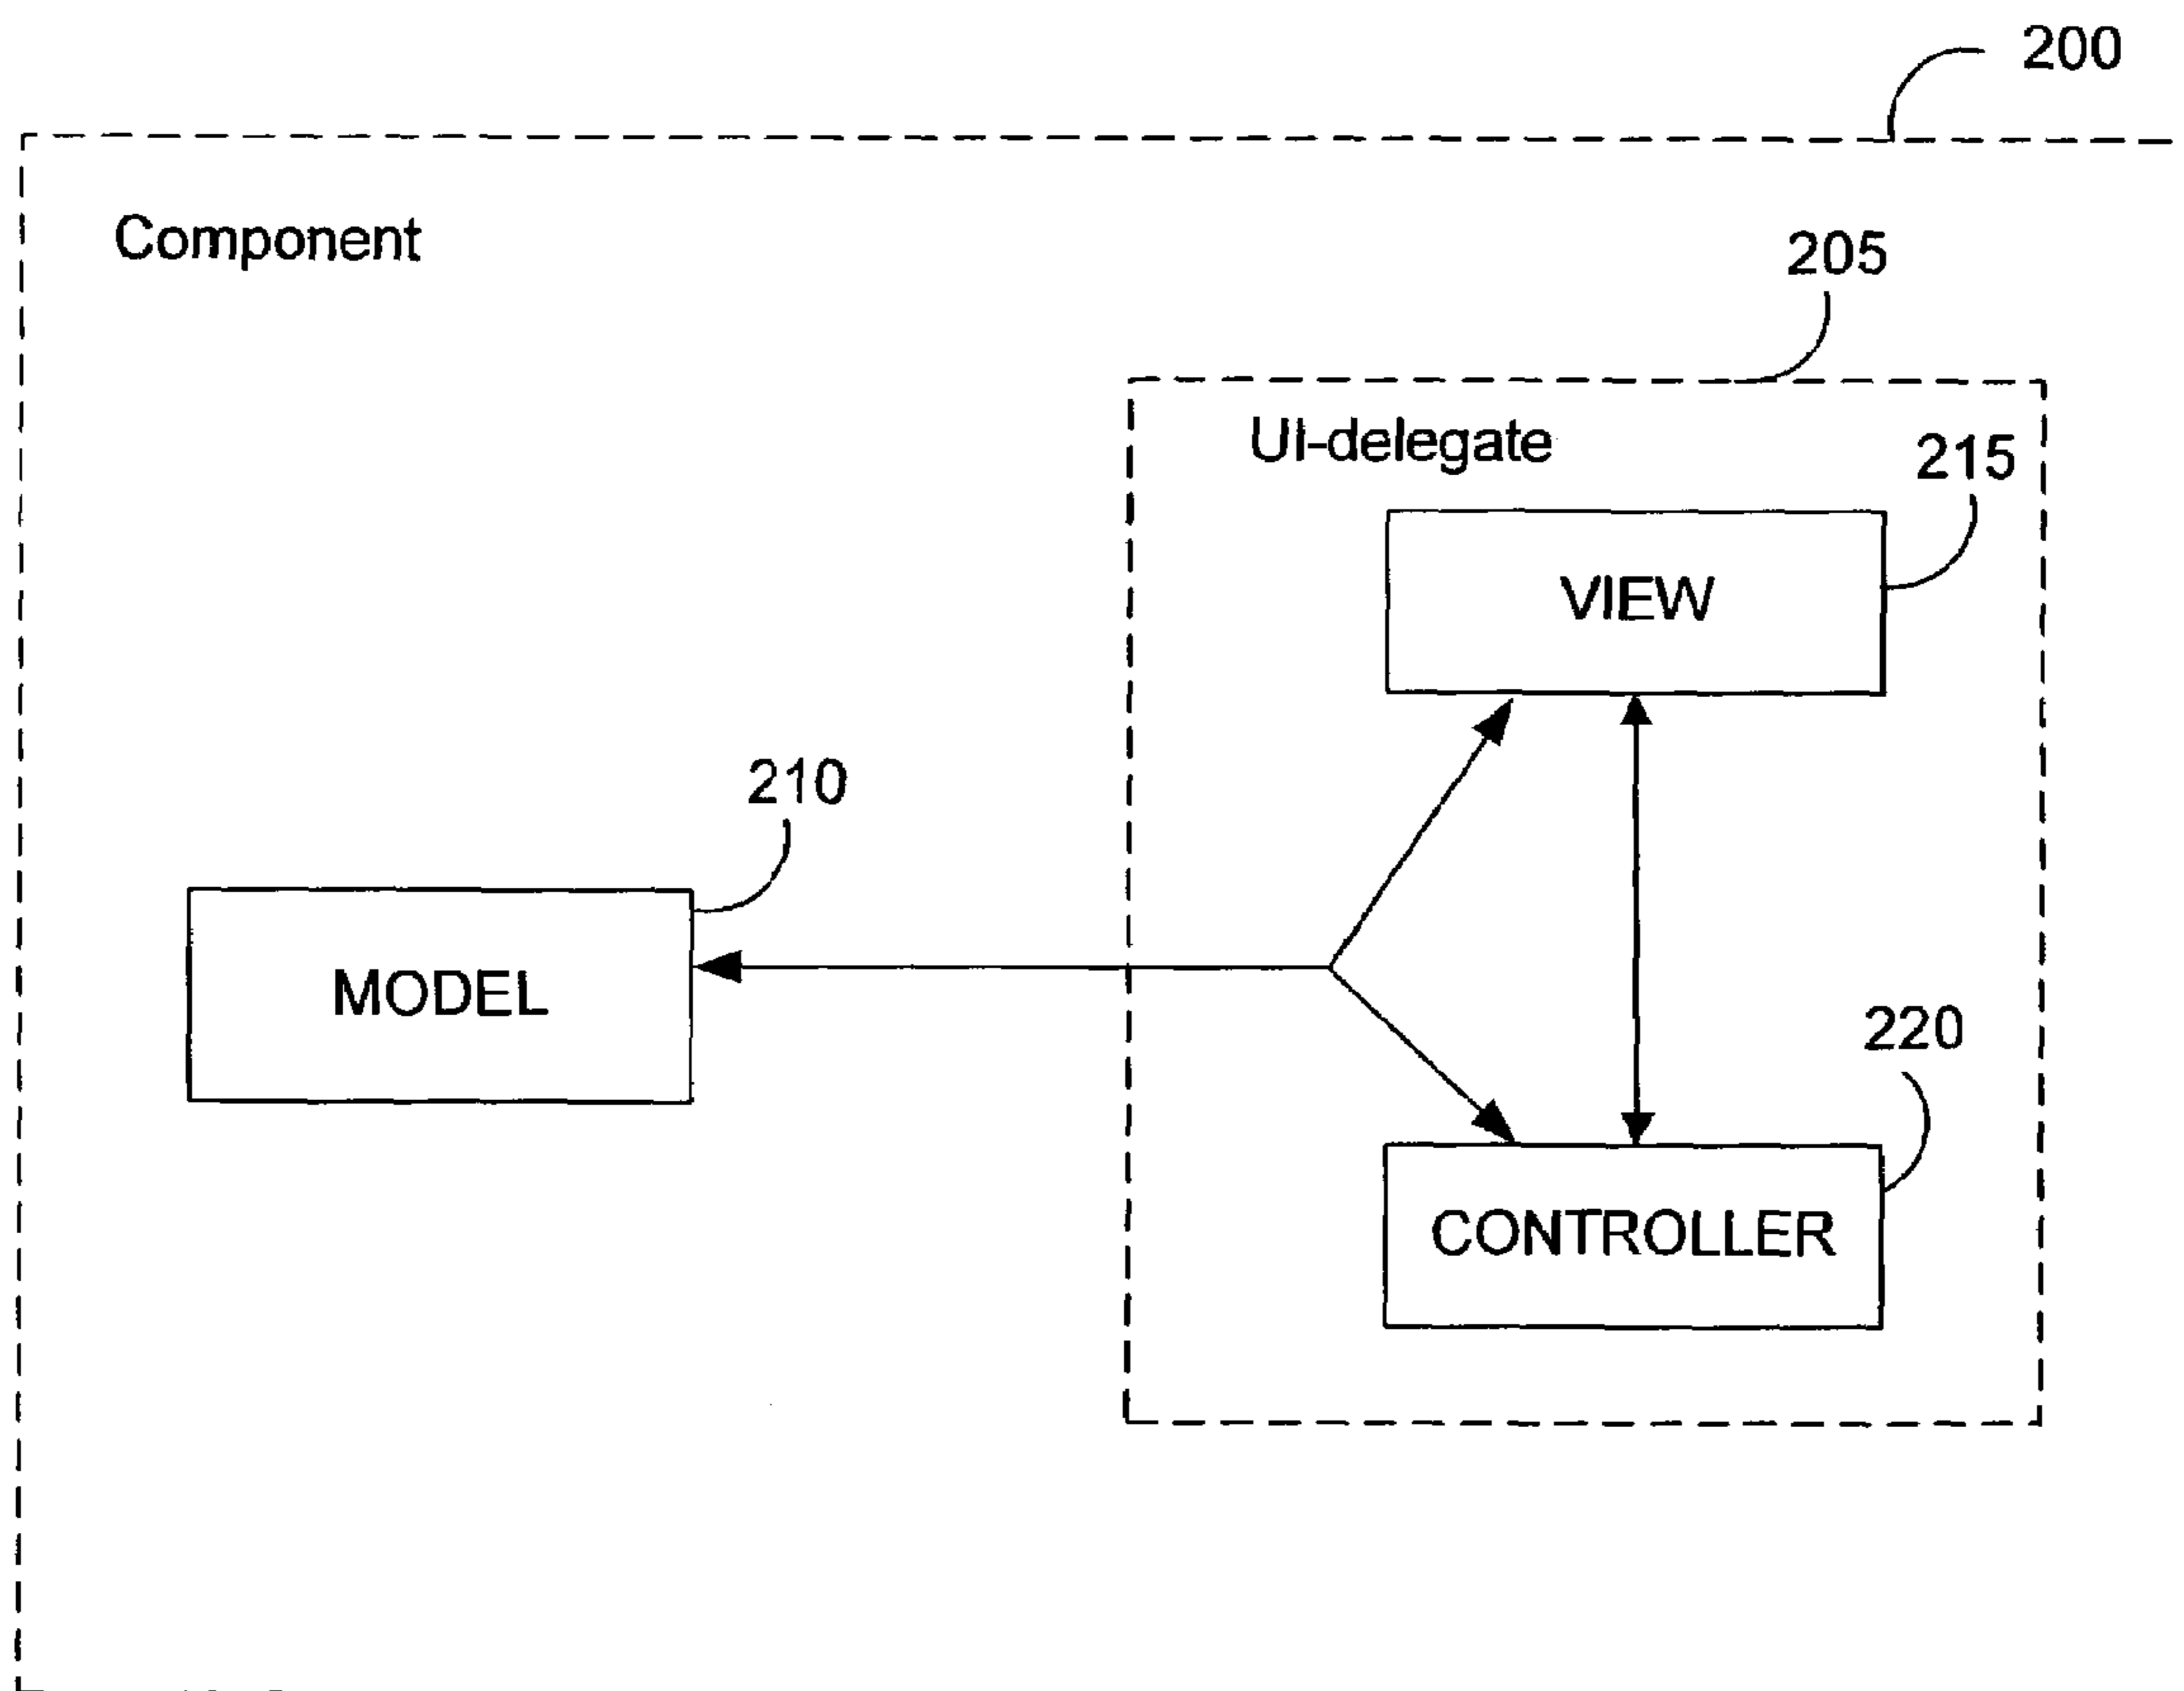 200
Component
205
UI-delegate
215
VIEW
210
MODEL
220
CONTROLLER